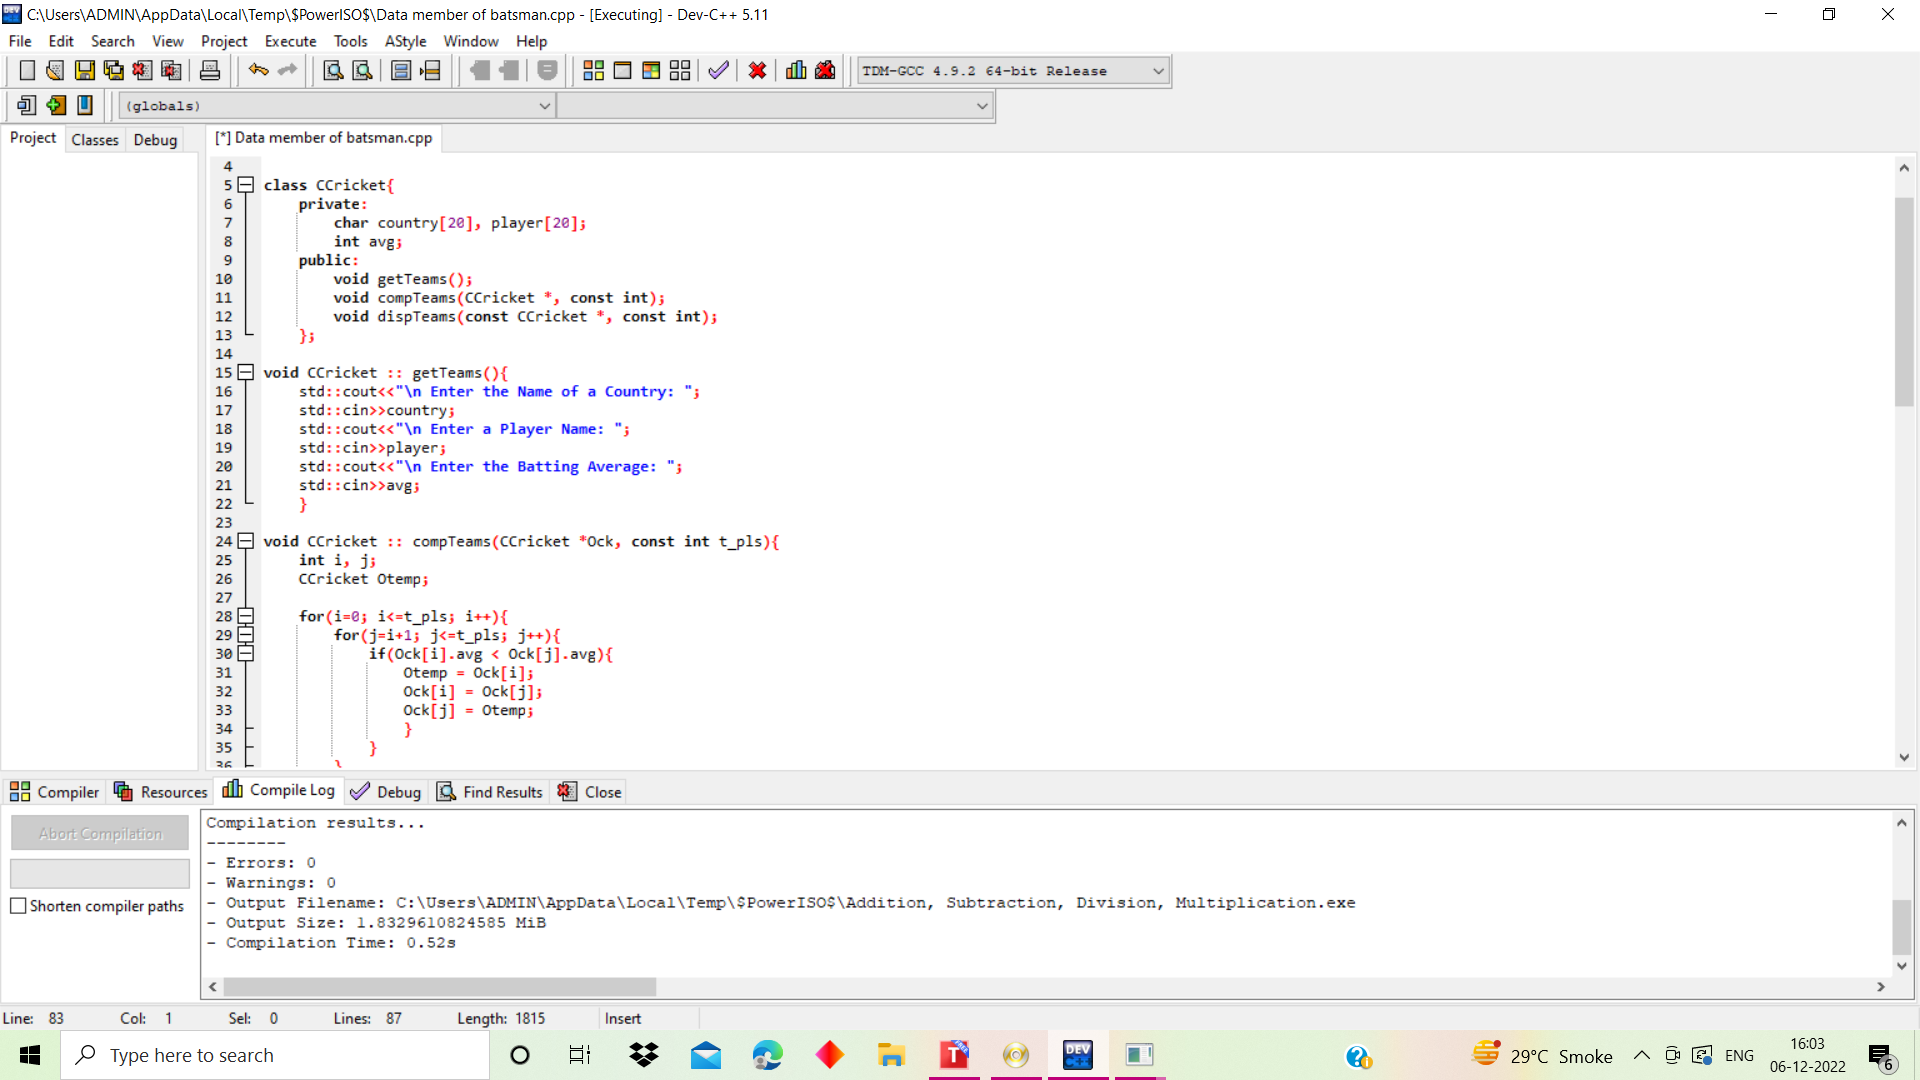 C:\Users\ADMIN\AppData\Local\Temp\$PowerISO$\Data member of batsman.cpp - [Executing] - Dev-C++ 5.11
File Edit Search View Project Execute Tools AStyle Window Help
TDM-GCC 4.9.2 64-bit Release
(globals)
Project Classes Debug [*] Data member of batsman.cpp
4
5 class CCricket{
6 private:
7 char country[20], player[20];
8 int avg;
9 public:
10 void getTeams();
11 void compTeams(CCricket *, const int);
12 void dispTeams(const CCricket *, const int);
13 };
14
15 void CCricket :: getTeams(){
16 std::cout<<"\n Enter the Name of a Country: ";
17 std::cin>>country;
18 std::cout<<"\n Enter a Player Name: ";
19 std::cin>>player;
20 std::cout<<"\n Enter the Batting Average: ";
21 std::cin>>avg;
22 }
23
24 void CCricket :: compTeams(CCricket *Ock, const int t_pls){
25 int i, j;
26 CCricket Otemp;
27
28 for(i=0; i<=t_pls; i++){
29 for(j=i+1; j<=t_pls; j++){
30 if(Ock[i].avg < Ock[j].avg){
31 Otemp = Ock[i];
32 Ock[i] = Ock[j];
33 Ock[j] = Otemp;
34 }
35 }
36 }
Compiler Resources Compile Log Debug Find Results Close
Abort Compilation
Shorten compiler paths
Compilation results...
--------
- Errors: 0
- Warnings: 0
- Output Filename: C:\Users\ADMIN\AppData\Local\Temp\$PowerISO$\Addition, Subtraction, Division, Multiplication.exe
- Output Size: 1.8329610824585 MiB
- Compilation Time: 0.52s
Line: 83 Col: 1 Sel: 0 Lines: 87 Length: 1815 Insert
Type here to search
DEV
29°C Smoke
ENG
16:03
06-12-2022
6